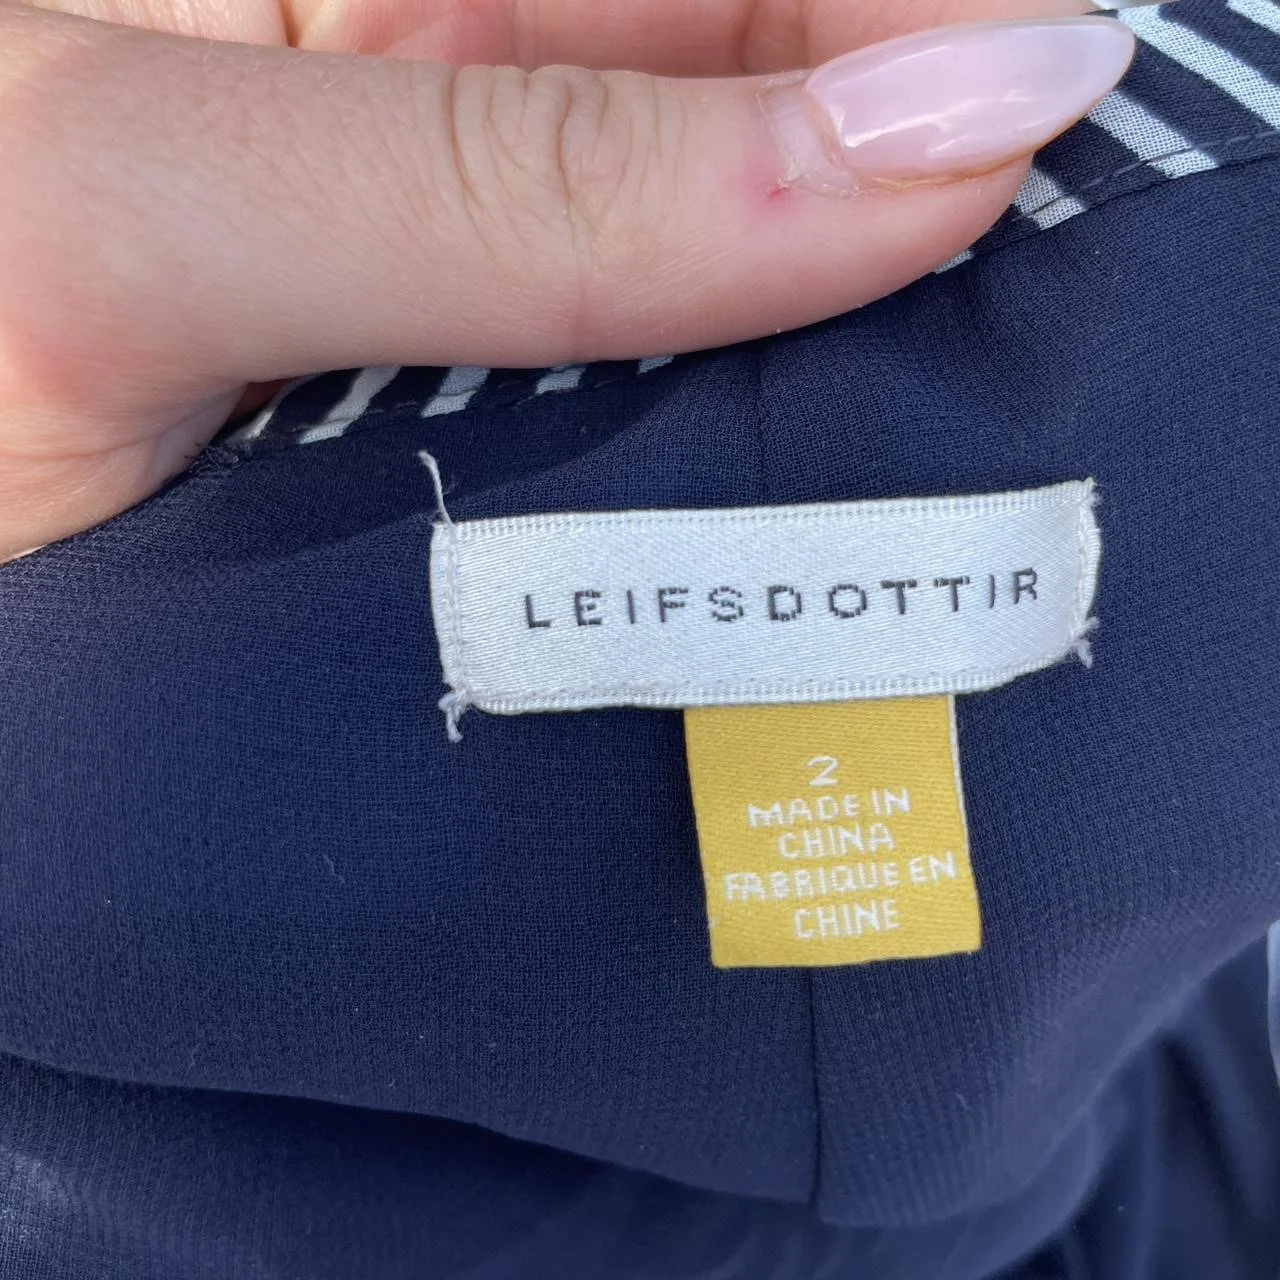 LEIFSDOTTIR
2
MADE IN
CHINA
FABRIQUE EN
CHINE